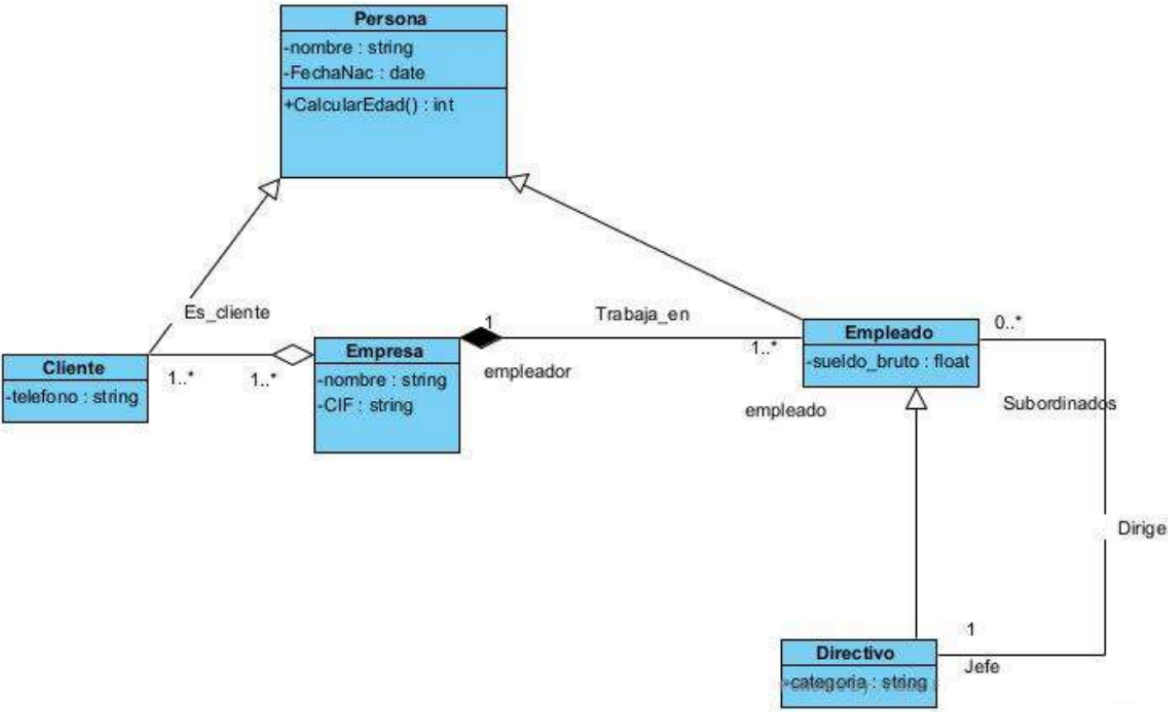 Persona
-nombre : string
-FechaNac : date
+CalcularEdad() : int
Es_cliente
Trabaja_en
1
0..*
Empleado
1..*
-sueldo_bruto : float
Cliente
-telefono : string
1..*
1..*
Empresa
-nombre : string
-CIF : string
empleador
empleado
Subordinados
Dirige
1
Jefe
Directivo
-categoria : string